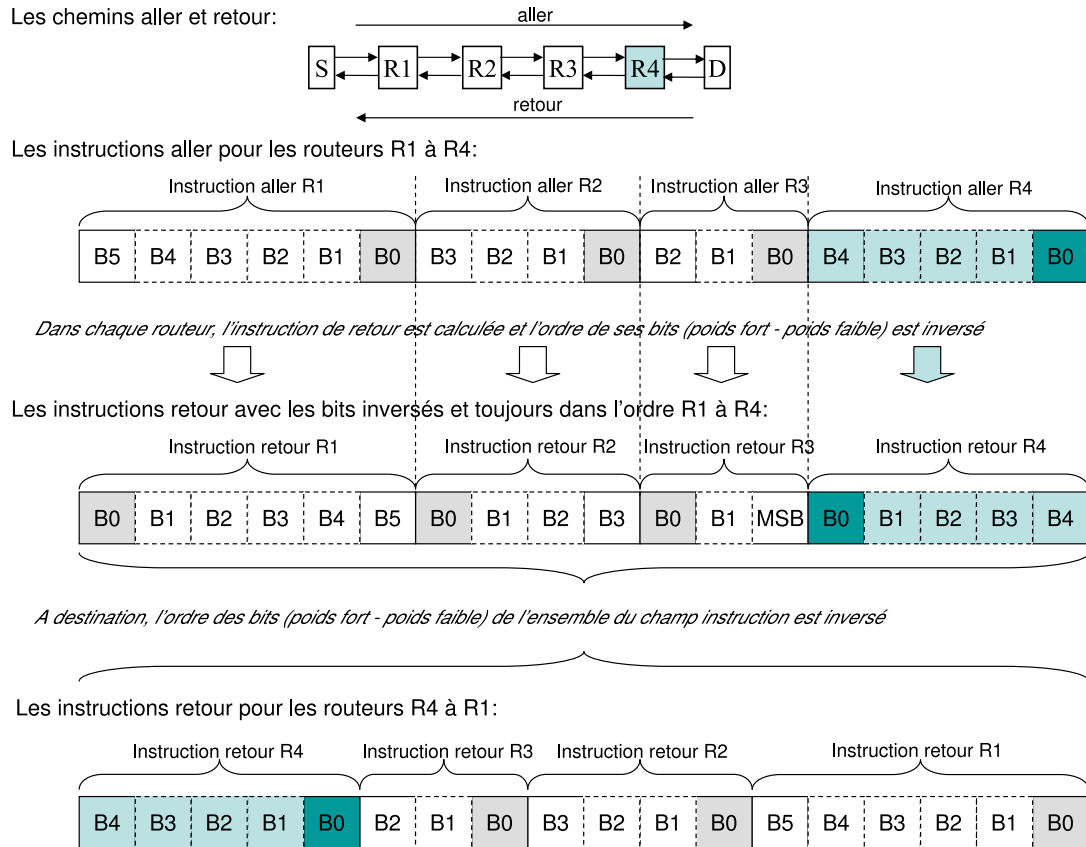 Les chemins aller et retour:
aller
S R1 R2 R3 R4 D
retour
Les instructions aller pour les routeurs R1 à R4:
Instruction aller R1 Instruction aller R2 Instruction aller R3 Instruction aller R4
B5 B4 B3 B2 B1 B0 B3 B2 B1 B0 B2 B1 B0 B4 B3 B2 B1 B0
Dans chaque routeur, l'instruction de retour est calculée et l'ordre de ses bits (poids fort - poids faible) est inversé
Les instructions retour avec les bits inversés et toujours dans l'ordre R1 à R4:
Instruction retour R1 Instruction retour R2 Instruction retour R3 Instruction retour R4
B0 B1 B2 B3 B4 B5 B0 B1 B2 B3 B0 B1 MSB B0 B1 B2 B3 B4
A destination, l'ordre des bits (poids fort - poids faible) de l'ensemble du champ instruction est inversé
Les instructions retour pour les routeurs R4 à R1:
Instruction retour R4 Instruction retour R3 Instruction retour R2 Instruction retour R1
B4 B3 B2 B1 B0 B2 B1 B0 B3 B2 B1 B0 B5 B4 B3 B2 B1 B0